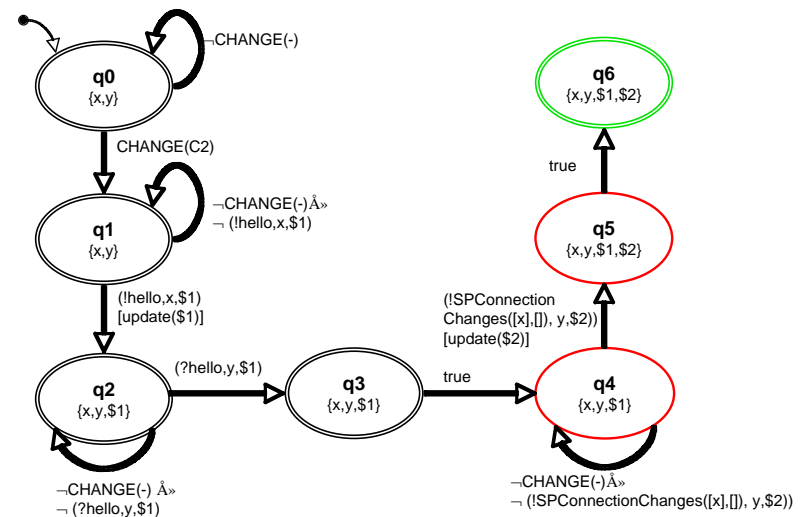 q0
{x,y}
¬CHANGE(-)
CHANGE(C2)
q1
{x,y}
¬CHANGE(-)Å»
¬ (!hello,x,$1)
(!hello,x,$1)
[update($1)]
q2
{x,y,$1}
¬CHANGE(-) Å»
¬ (?hello,y,$1)
(?hello,y,$1)
q3
{x,y,$1}
true
q4
{x,y,$1}
¬CHANGE(-)Å»
¬ (!SPConnectionChanges([x],[]), y,$2))
(!SPConnection
Changes([x],[]), y,$2))
[update($2)]
q5
{x,y,$1,$2}
true
q6
{x,y,$1,$2}